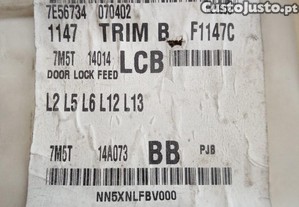 CustoJusto.pt
7E56734 070402
1147 TRIM B F1147C
7M5T 14014 LCB
DOOR LOCK FEED
L2 L5 L6 L12 L13
7M5T 14A073 BB PJB
NN5XNLFBV000